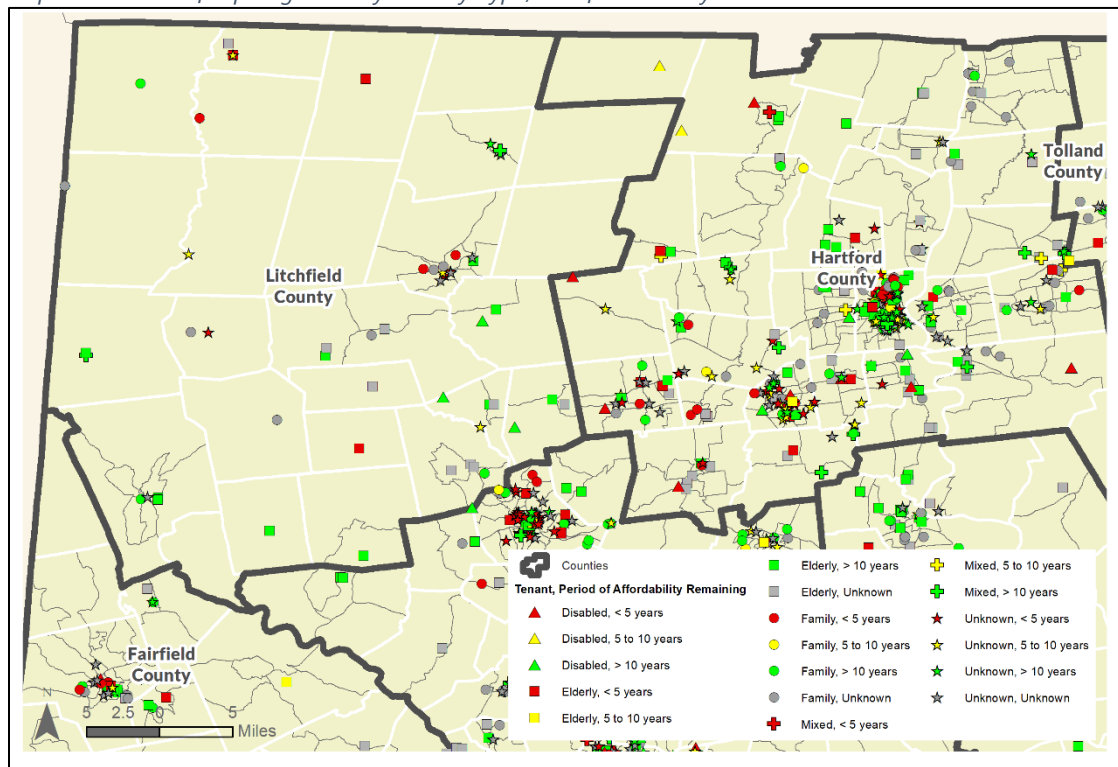 Tolland
County
Hartford
County
Litchfield
County
Fairfield
County
N
5 2.5 0 5
Miles
Counties
Tenant, Period of Affordability Remaining
Disabled, < 5 years
Disabled, 5 to 10 years
Disabled, > 10 years
Elderly, < 5 years
Elderly, 5 to 10 years
Elderly, > 10 years
Elderly, Unknown
Family, < 5 years
Family, 5 to 10 years
Family, > 10 years
Family, Unknown
Mixed, < 5 years
Mixed, 5 to 10 years
Mixed, > 10 years
Unknown, < 5 years
Unknown, 5 to 10 years
Unknown, > 10 years
Unknown, Unknown